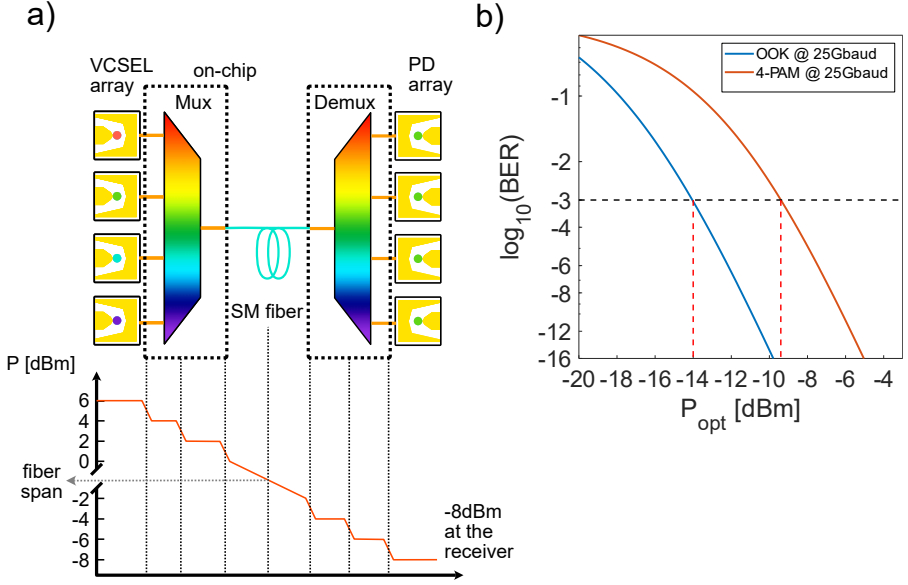 a)
VCSEL
array
on-chip
PD
array
Mux
Demux
SM fiber
P [dBm]
6
4
2
0
fiber
span
-2
-4
-6
-8
-8dBm
at the
receiver
b)
OOK @ 25Gbaud
4-PAM @ 25Gbaud
log10(BER)
-1
-2
-3
-4
-6
-8
-12
-16
-20 -18 -16 -14 -12 -10 -8 -6 -4
Popt [dBm]